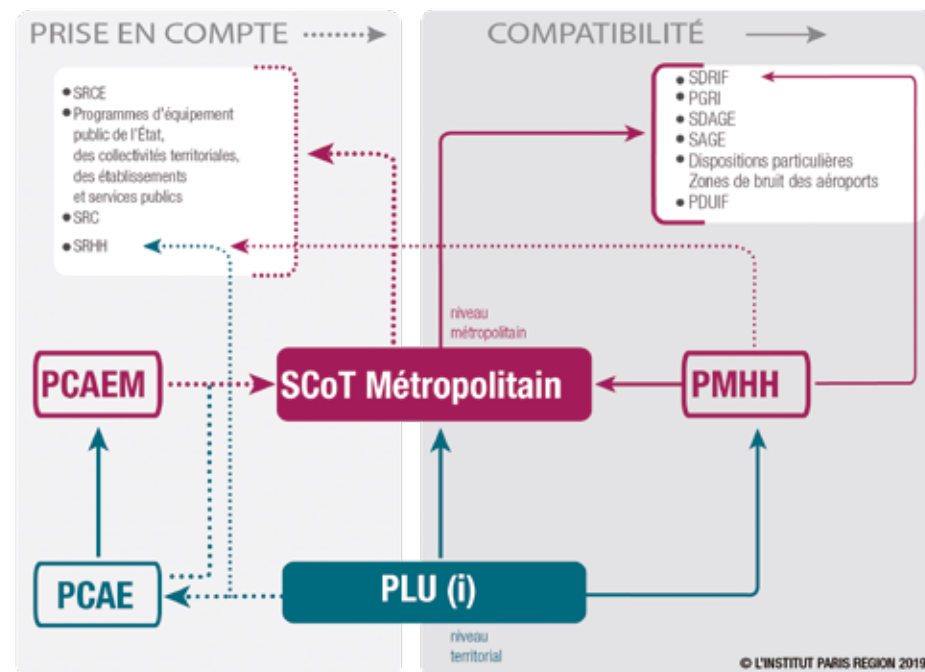 PRISE EN COMPTE
COMPATIBILITÉ
SRCE
Programmes d'équipement
public de l'État,
des collectivités territoriales,
des établissements
et services publics
SRC
SRHH
SDRIF
PGRI
SDAGE
SAGE
Dispositions particulières
Zones de bruit des aéroports
PDUIF
niveau
métropolitain
PCAEM
SCoT Métropolitain
PMHH
PCAE
PLU (i)
niveau
territorial
© L'INSTITUT PARIS REGION 2019